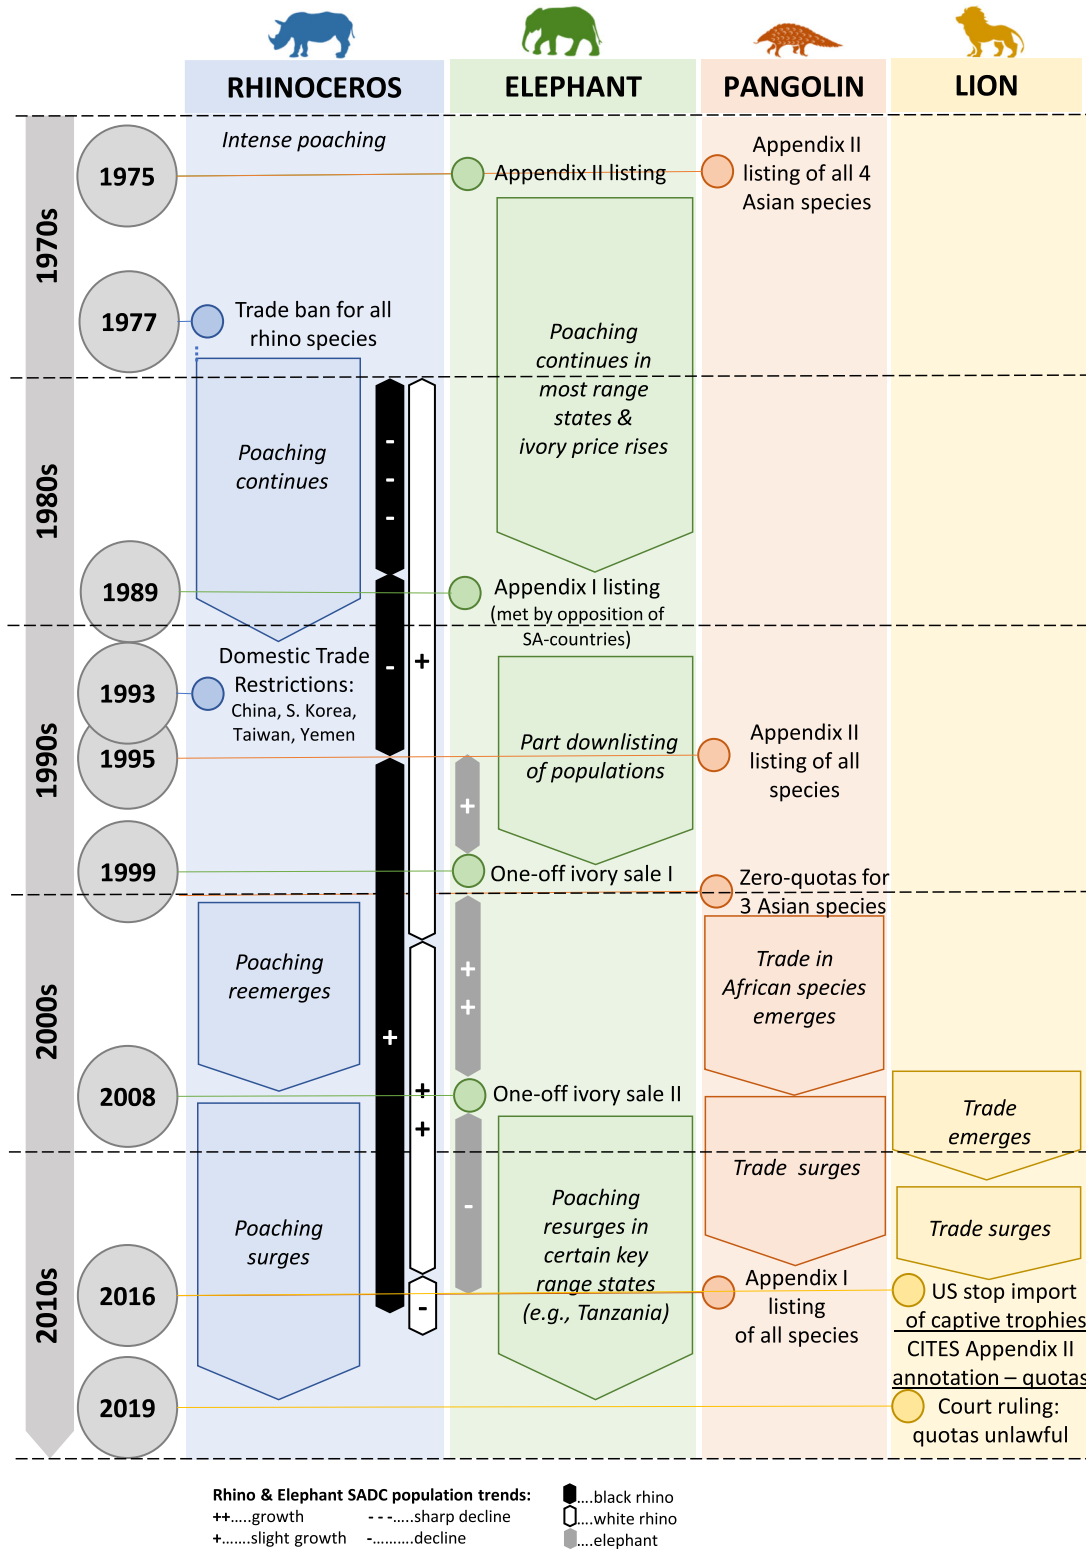 RHINOCEROS
ELEPHANT
PANGOLIN
LION
1970s
1980s
1990s
2000s
2010s
1975
1977
1989
1993
1995
1999
2008
2016
2019
Intense poaching
Trade ban for all
rhino species
Poaching
continues
Domestic Trade
Restrictions:
China, S. Korea,
Taiwan, Yemen
Poaching
reemerges
Poaching
surges
-
-
-
-
+
+
+
+
-
Appendix II listing
Poaching
continues in
most range
states &
ivory price rises
Appendix I listing
(met by opposition of
SA-countries)
Part downlisting
of populations
+
One-off ivory sale I
+
+
One-off ivory sale II
-
Poaching
resurges in
certain key
range states
(e.g., Tanzania)
Appendix II
listing of all 4
Asian species
Appendix II
listing of all
species
Zero-quotas for
3 Asian species
Trade in
African species
emerges
Trade surges
Appendix I
listing
of all species
Trade
emerges
Trade surges
US stop import
of captive trophies
CITES Appendix II
annotation – quotas
Court ruling:
quotas unlawful
Rhino & Elephant SADC population trends:
++.....growth
+.......slight growth
- - -.....sharp decline
-..........decline
....black rhino
....white rhino
....elephant